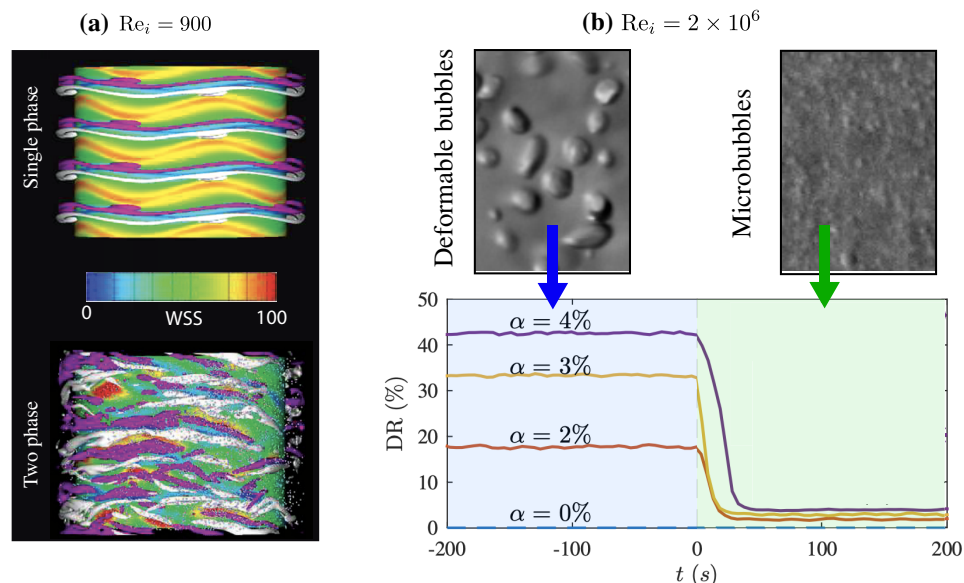 (a) Re_i = 900
Single phase
0 WSS 100
Two phase
(b) Re_i = 2 × 10^6
Deformable bubbles
Microbubbles
DR (%)
50
40
30
20
10
0
α = 4%
α = 3%
α = 2%
α = 0%
-200 -100 0 100 200
t (s)